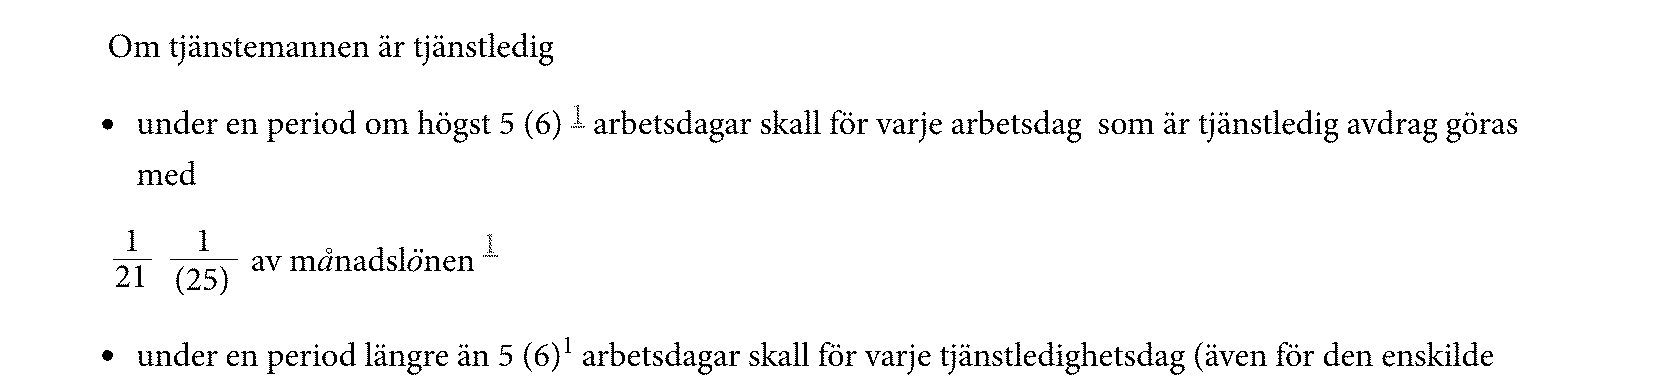 Om tjänstemannen är tjänstledig
• under en period om högst 5 (6) 1 arbetsdagar skall för varje arbetsdag  som är tjänstledig avdrag göras
med
1/21 1/(25) av månadslönen 1
• under en period längre än 5 (6)1 arbetsdagar skall för varje tjänstledighetsdag (även för den enskilde